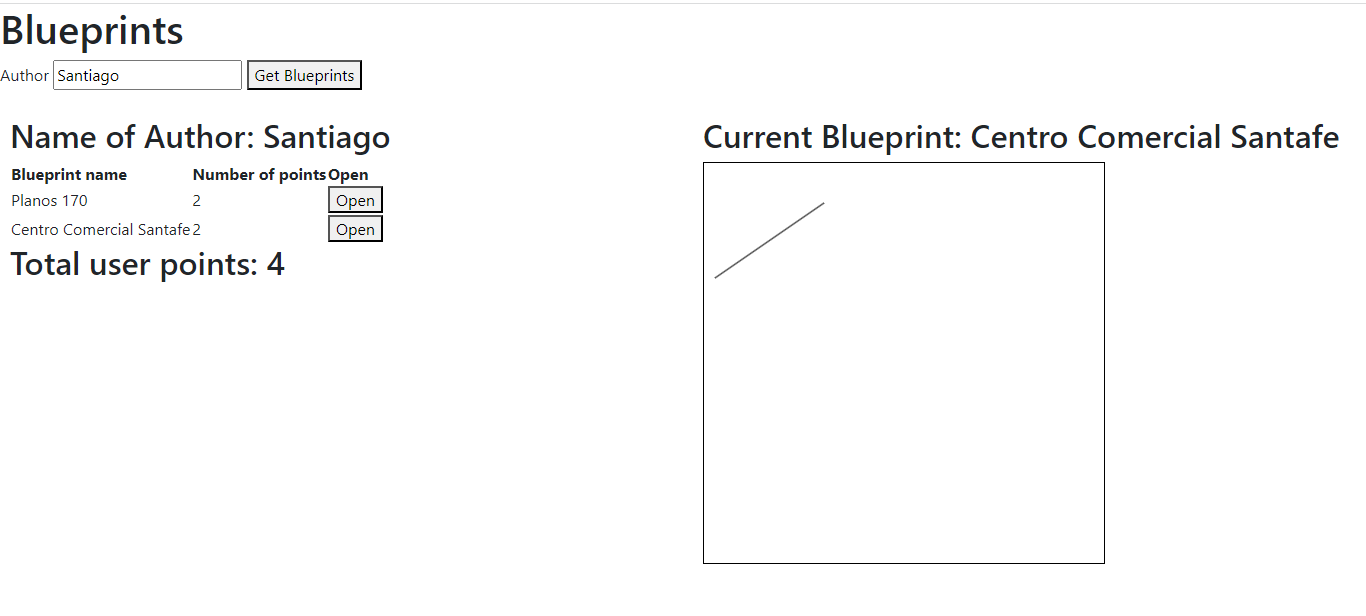 Blueprints
Author Santiago Get Blueprints
Name of Author: Santiago
Blueprint name Number of points Open
Planos 170 2 Open
Centro Comercial Santafe 2 Open
Total user points: 4
Current Blueprint: Centro Comercial Santafe